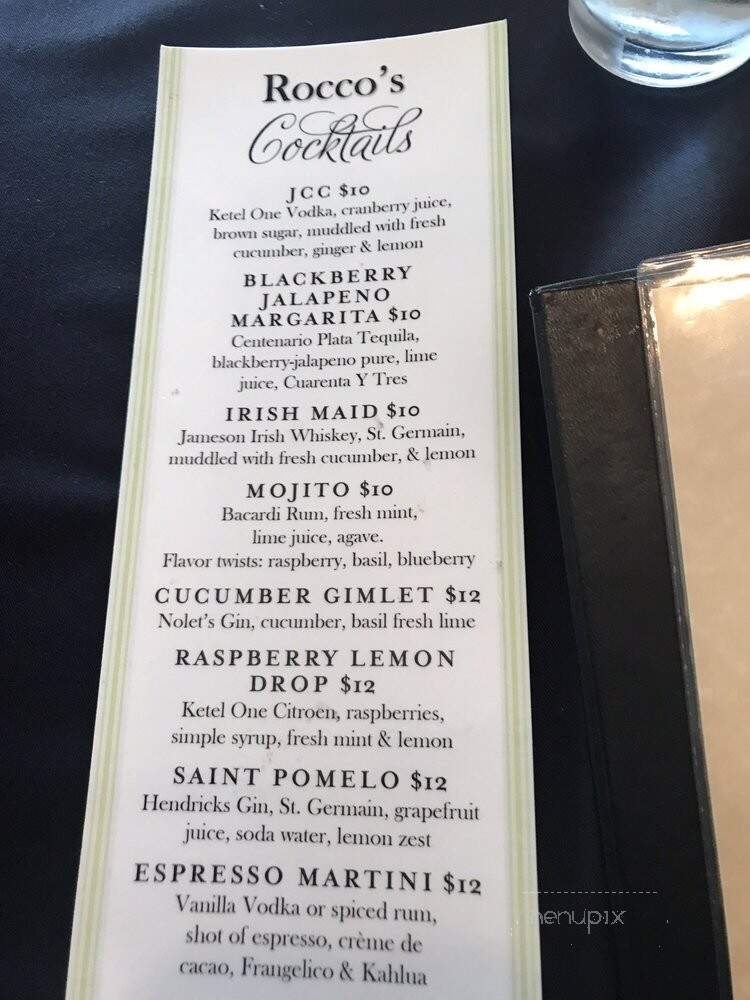 Rocco's
Cocktails
JCC $10
Ketel One Vodka, cranberry juice,
brown sugar, muddled with fresh
cucumber, ginger & lemon
BLACKBERRY
JALAPENO
MARGARITA $10
Centenario Plata Tequila,
blackberry-jalapeno pure, lime
juice, Cuarenta Y Tres
IRISH MAID $10
Jameson Irish Whiskey, St. Germain,
muddled with fresh cucumber, & lemon
MOJITO $10
Bacardi Rum, fresh mint,
lime juice, agave.
Flavor twists: raspberry, basil, blueberry
CUCUMBER GIMLET $12
Nolet's Gin, cucumber, basil fresh lime
RASPBERRY LEMON
DROP $12
Ketel One Citroen, raspberries,
simple syrup, fresh mint & lemon
SAINT POMELO $12
Hendricks Gin, St. Germain, grapefruit
juice, soda water, lemon zest
ESPRESSO MARTINI $12
Vanilla Vodka or spiced rum,
shot of espresso, crème de
cacao, Frangelico & Kahlua
menupix